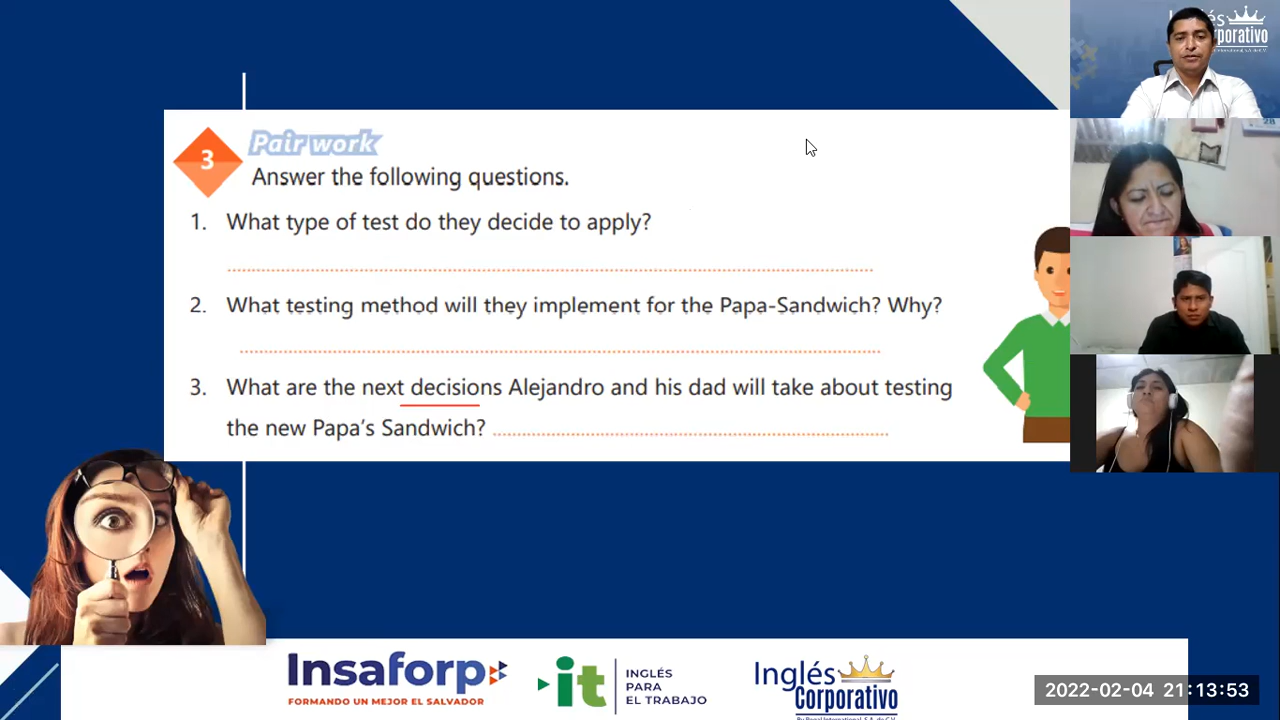 3
Pair work
Answer the following questions.
1. What type of test do they decide to apply?
2. What testing method will they implement for the Papa-Sandwich? Why?
3. What are the next decisions Alejandro and his dad will take about testing
the new Papa's Sandwich?
Insaforp
FORMANDO UN MEJOR EL SALVADOR
it
INGLÉS
PARA
EL TRABAJO
Inglés
Corporativo
2022-02-04 21:13:53
28